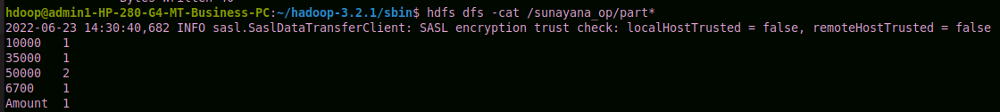 hdoop@admin1-HP-280-G4-MT-Business-PC:~/hadoop-3.2.1/sbin$ hdfs dfs -cat /sunayana_op/part*
2022-06-23 14:30:40,682 INFO sasl.SaslDataTransferClient: SASL encryption trust check: localHostTrusted = false, remoteHostTrusted = false
10000	1
35000	1
50000	2
6700	1
Amount	1